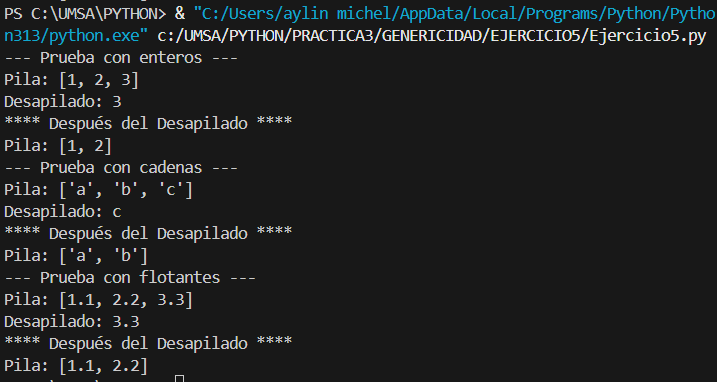 PS C:\UMSA\PYTHON> & "C:/Users/aylin michel/AppData/Local/Programs/Python/Pytho
n313/python.exe" c:/UMSA/PYTHON/PRACTICA3/GENERICIDAD/EJERCICIO5/Ejercicio5.py
--- Prueba con enteros ---
Pila: [1, 2, 3]
Desapilado: 3
**** Después del Desapilado ****
Pila: [1, 2]
--- Prueba con cadenas ---
Pila: ['a', 'b', 'c']
Desapilado: c
**** Después del Desapilado ****
Pila: ['a', 'b']
--- Prueba con flotantes ---
Pila: [1.1, 2.2, 3.3]
Desapilado: 3.3
**** Después del Desapilado ****
Pila: [1.1, 2.2]